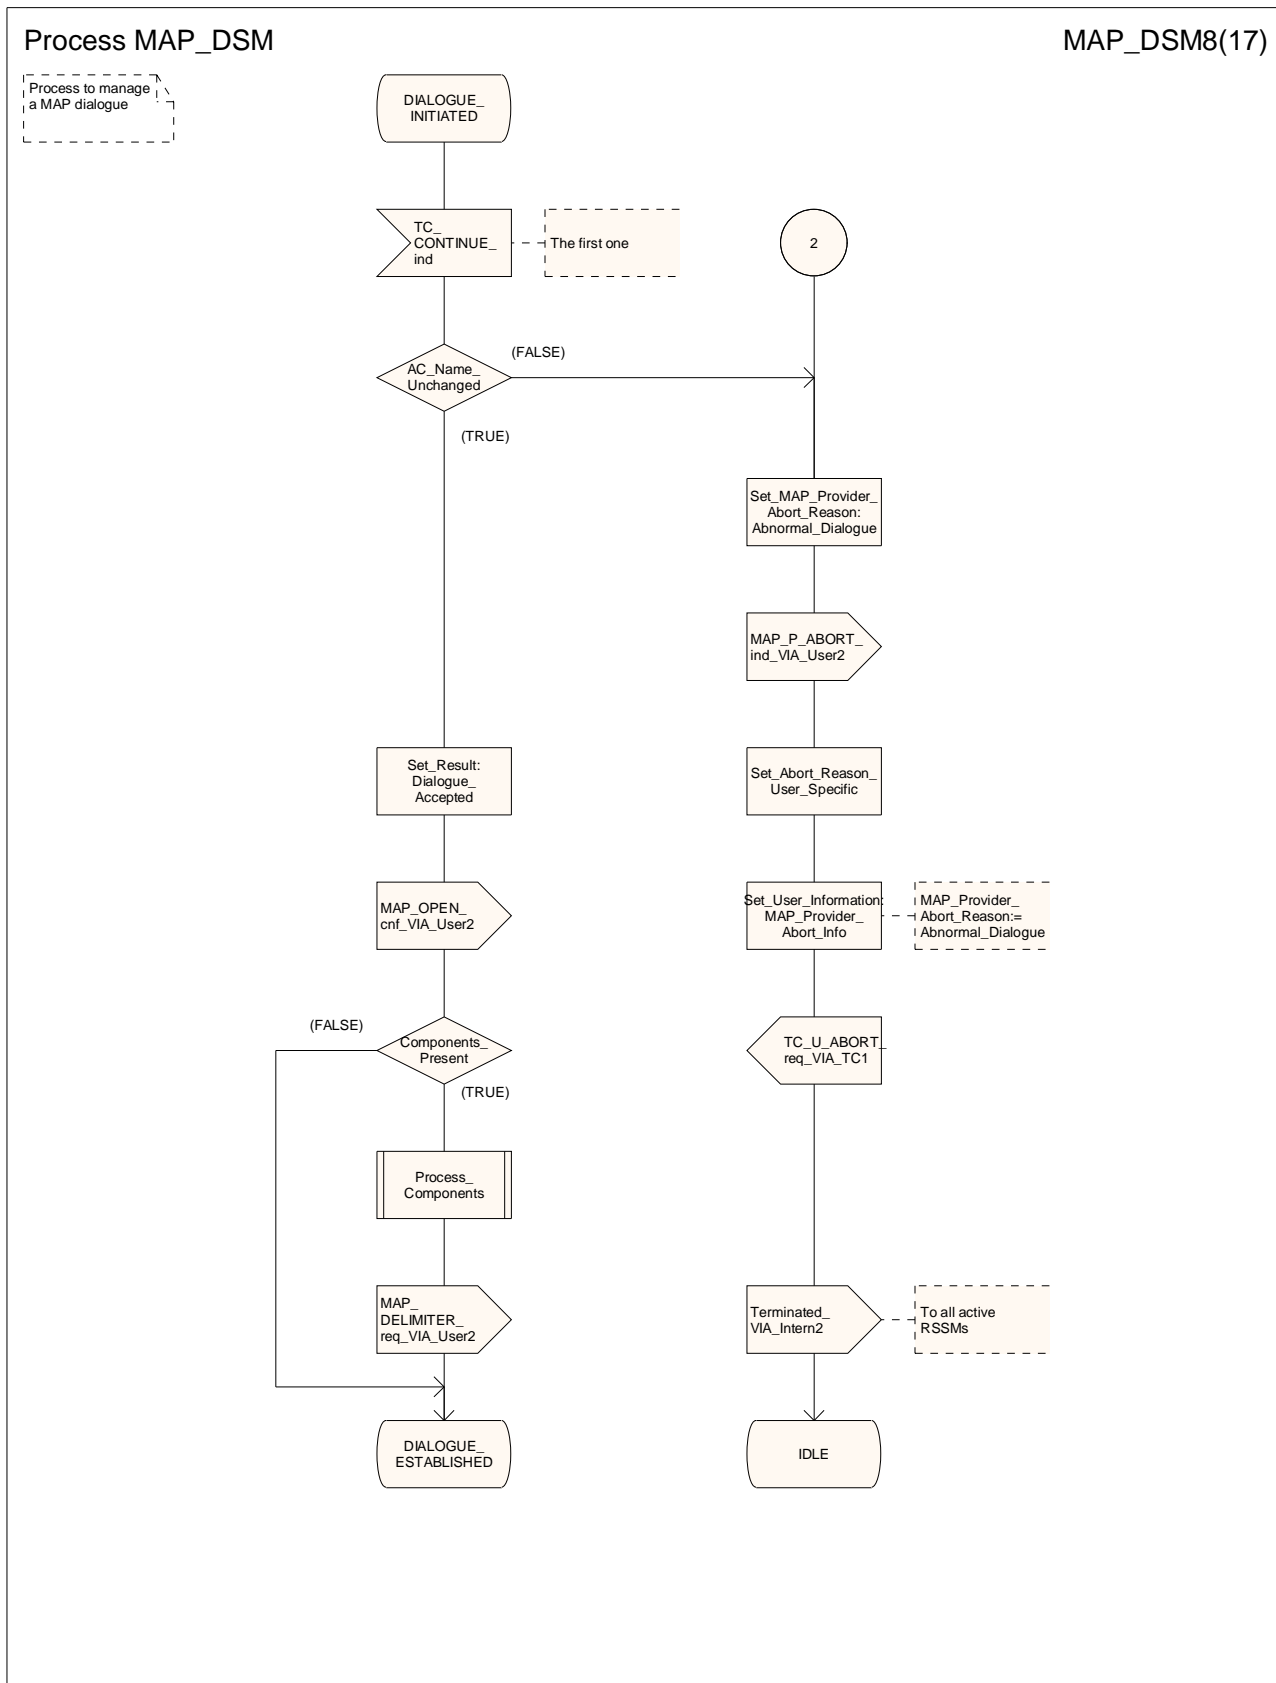 Process MAP_DSM
MAP_DSM8(17)
Process to manage
a MAP dialogue
DIALOGUE_
INITIATED
TC_
CONTINUE_
ind
The first one
2
AC_Name_
Unchanged
(FALSE)
(TRUE)
Set_MAP_Provider_
Abort_Reason:
Abnormal_Dialogue
MAP_P_ABORT_
ind_VIA_User2
Set_Result:
Dialogue_
Accepted
Set_Abort_Reason_
User_Specific
MAP_OPEN_
cnf_VIA_User2
Set_User_Information:
MAP_Provider_
Abort_Info
MAP_Provider_
Abort_Reason:=
Abnormal_Dialogue
(FALSE)
Components_
Present
(TRUE)
TC_U_ABORT_
req_VIA_TC1
Process_
Components
MAP_
DELIMITER_
req_VIA_User2
Terminated_
VIA_Intern2
To all active
RSSMs
DIALOGUE_
ESTABLISHED
IDLE